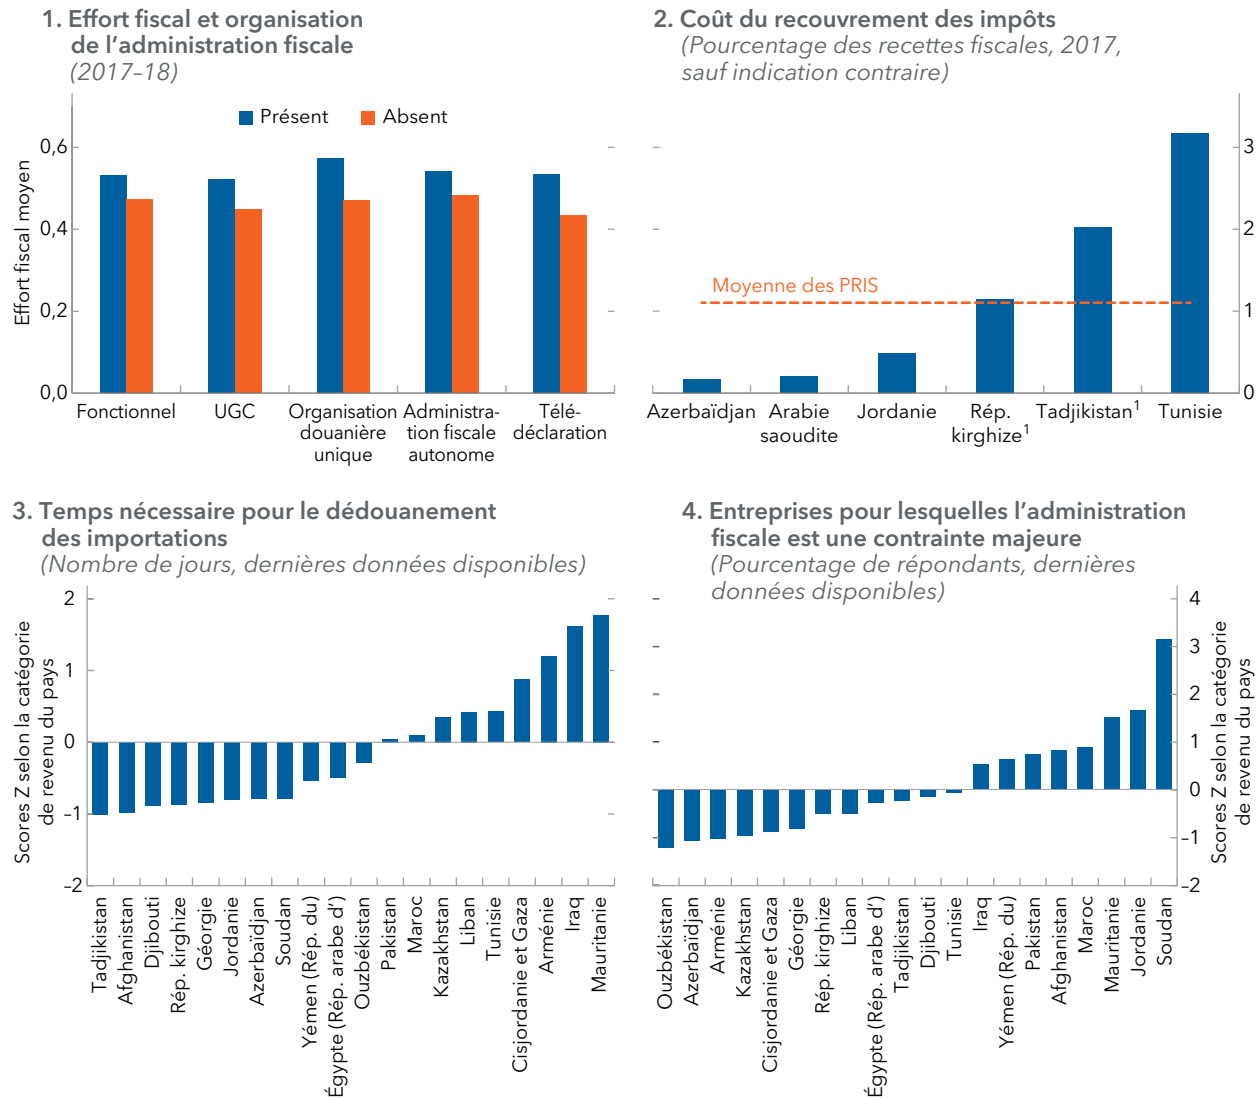 1. Effort fiscal et organisation
de l’administration fiscale
(2017–18)
Présent
Absent
Effort fiscal moyen
0,6
0,4
0,2
0,0
Fonctionnel
UGC
Organisation
douanière
unique
Administra-
tion fiscale
autonome
Télé-
déclaration
2. Coût du recouvrement des impôts
(Pourcentage des recettes fiscales, 2017,
sauf indication contraire)
Moyenne des PRIS
3
2
1
0
Azerbaïdjan
Arabie
saoudite
Jordanie
Rép.
kirghize1
Tadjikistan1
Tunisie
3. Temps nécessaire pour le dédouanement
des importations
(Nombre de jours, dernières données disponibles)
Scores Z selon la catégorie
de revenu du pays
2
1
0
–1
–2
Tadjikistan
Afghanistan
Djibouti
Rép. kirghize
Géorgie
Jordanie
Azerbaïdjan
Soudan
Yémen (Rép. du)
Égypte (Rép. arabe d’)
Ouzbékistan
Pakistan
Maroc
Kazakhstan
Liban
Tunisie
Cisjordanie et Gaza
Arménie
Iraq
Mauritanie
4. Entreprises pour lesquelles l’administration
fiscale est une contrainte majeure
(Pourcentage de répondants, dernières
données disponibles)
4
3
2
1
0
–1
–2
Scores Z selon la catégorie
de revenu du pays
Ouzbékistan
Azerbaïdjan
Arménie
Kazakhstan
Cisjordanie et Gaza
Géorgie
Rép. kirghize
Liban
Égypte (Rép. arabe d’)
Tadjikistan
Djibouti
Tunisie
Iraq
Yémen (Rép. du)
Pakistan
Afghanistan
Maroc
Mauritanie
Jordanie
Soudan